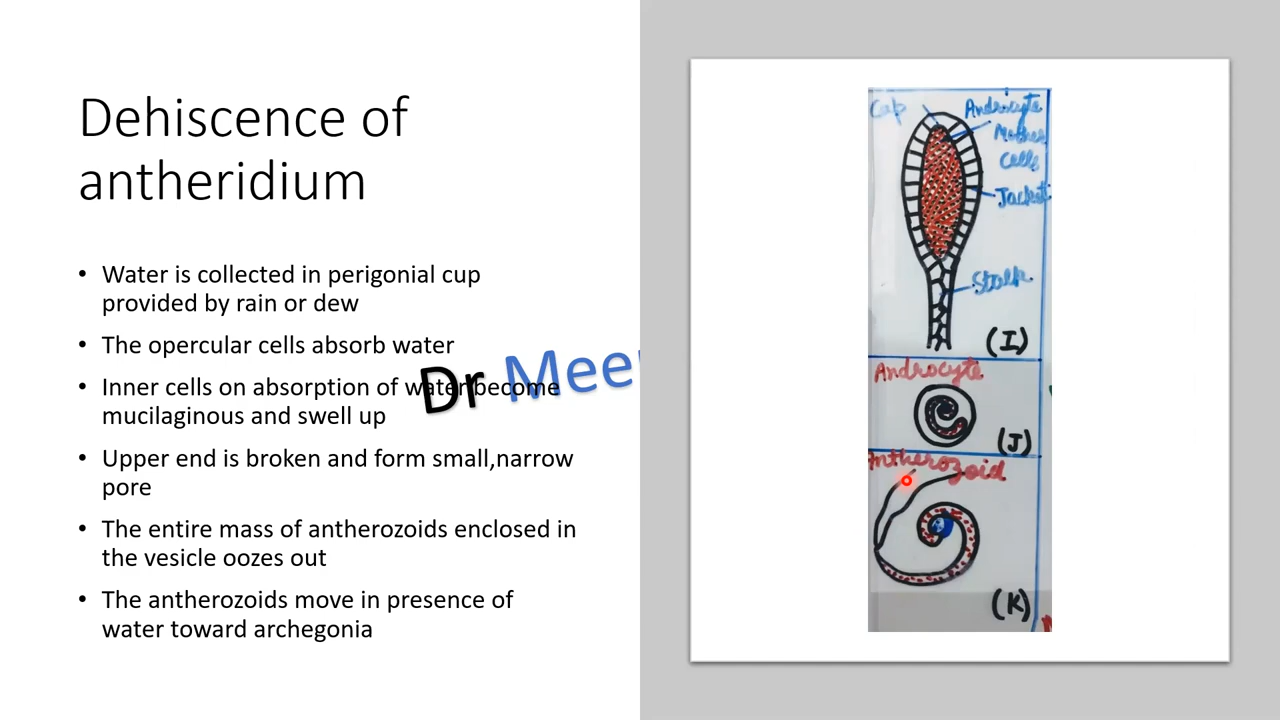 Dehiscence of
antheridium
• Water is collected in perigonial cup
provided by rain or dew
• The opercular cells absorb water
• Inner cells on absorption of water become
mucilaginous and swell up
• Upper end is broken and form small,narrow
pore
• The entire mass of antherozoids enclosed in
the vesicle oozes out
• The antherozoids move in presence of
water toward archegonia
Dr Mee
Cap
Androcyte
Mother
Cells
Jacket
Stalk
(I)
Androcyte
(J)
Antherozoid
(K)